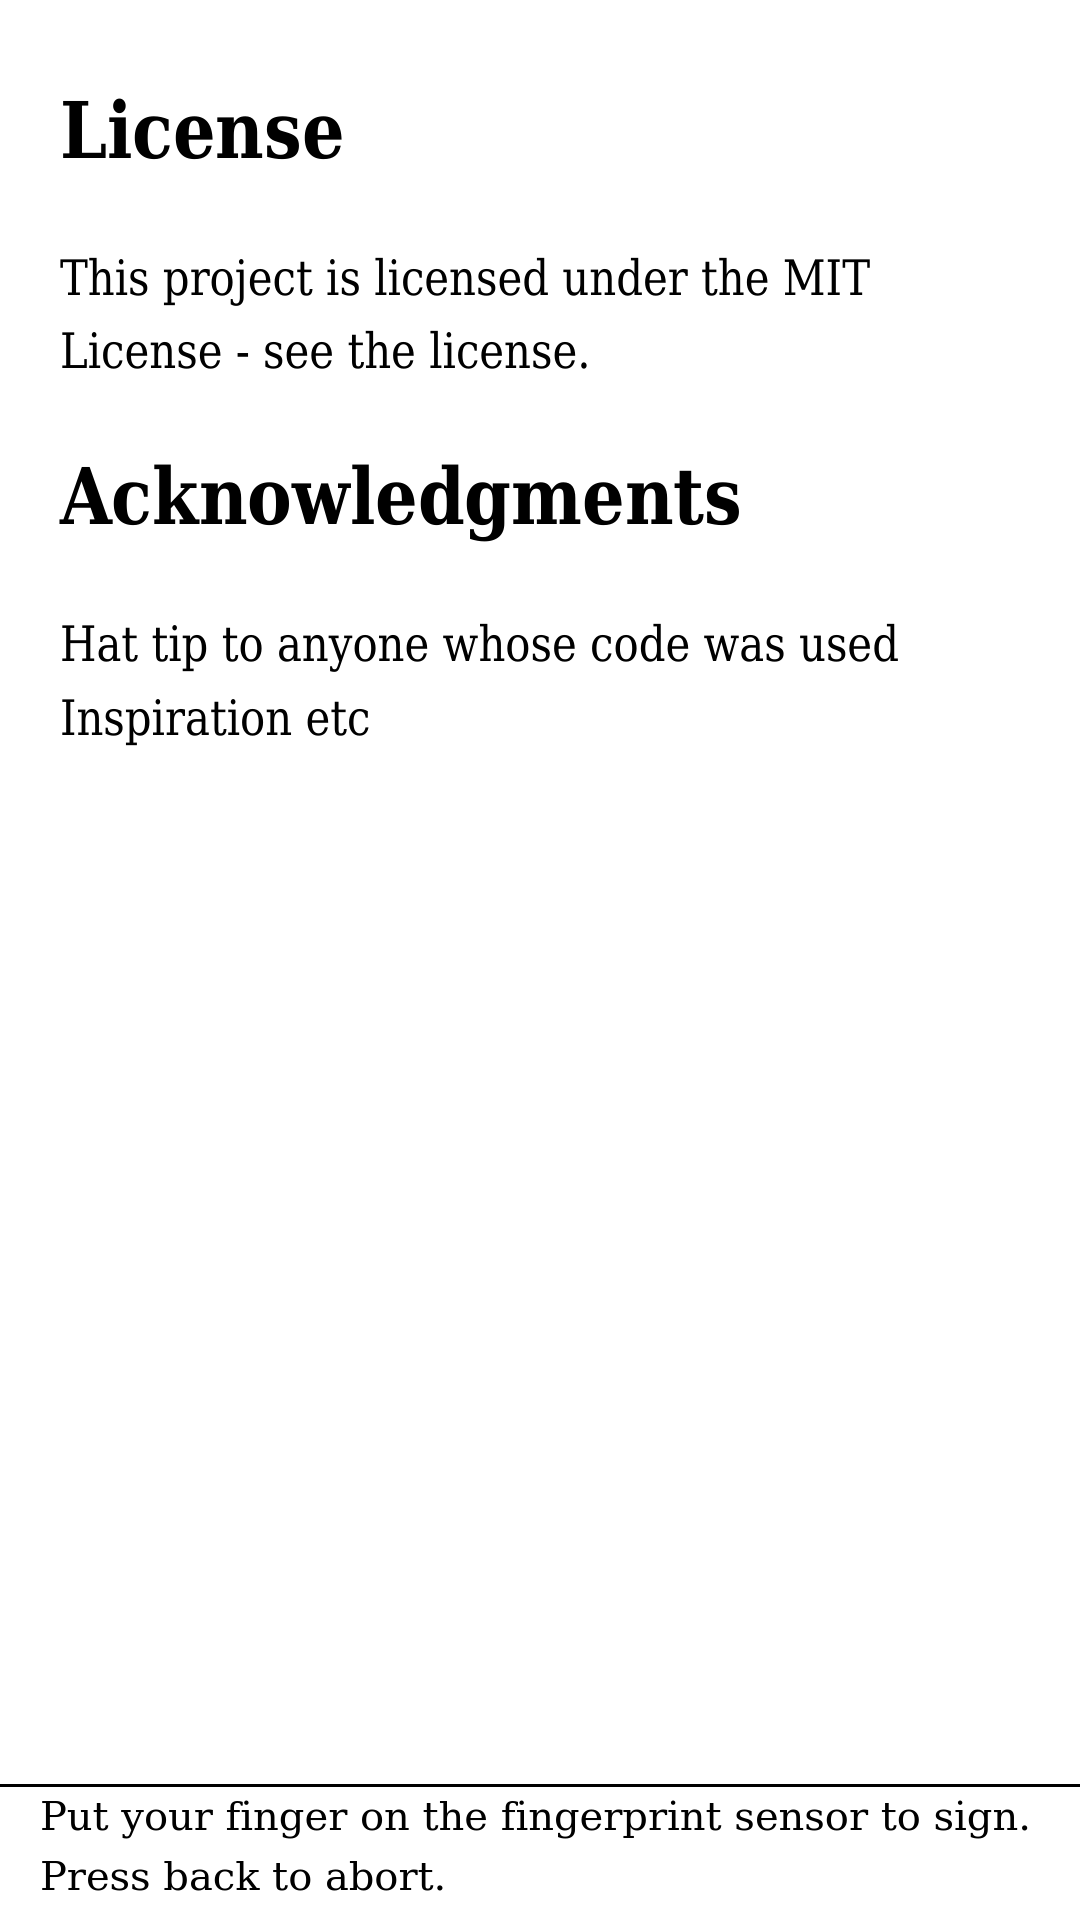 License
This project is licensed under the MIT
License - see the license.
Acknowledgments
Hat tip to anyone whose code was used
Inspiration etc
Put your finger on the fingerprint sensor to sign.
Press back to abort.